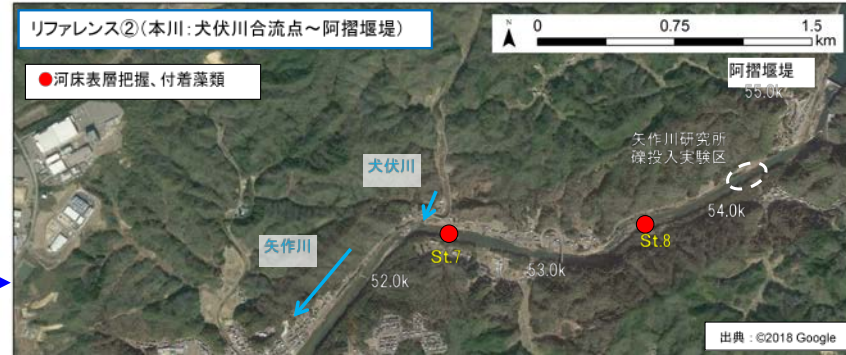 リファレンス②(本川:犬伏川合流点～阿摺堰堤)
N
0 0.75 1.5
km
●河床表層把握、付着藻類
阿摺堰堤
55.0k
矢作川研究所
礫投入実験区
犬伏川
54.0k
St.8
St.7
矢作川
53.0k
52.0k
出典:©2018 Google